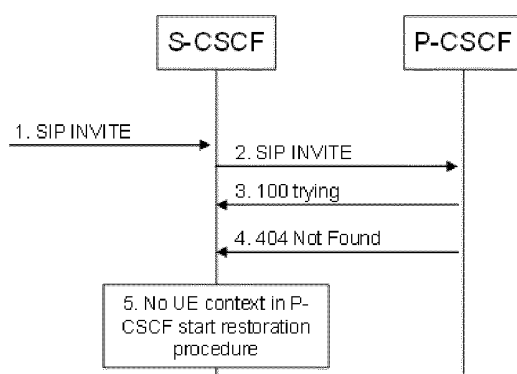 S-CSCF
P-CSCF
1. SIP INVITE
2. SIP INVITE
3. 100 trying
4. 404 Not Found
5. No UE context in P-
CSCF start restoration
procedure